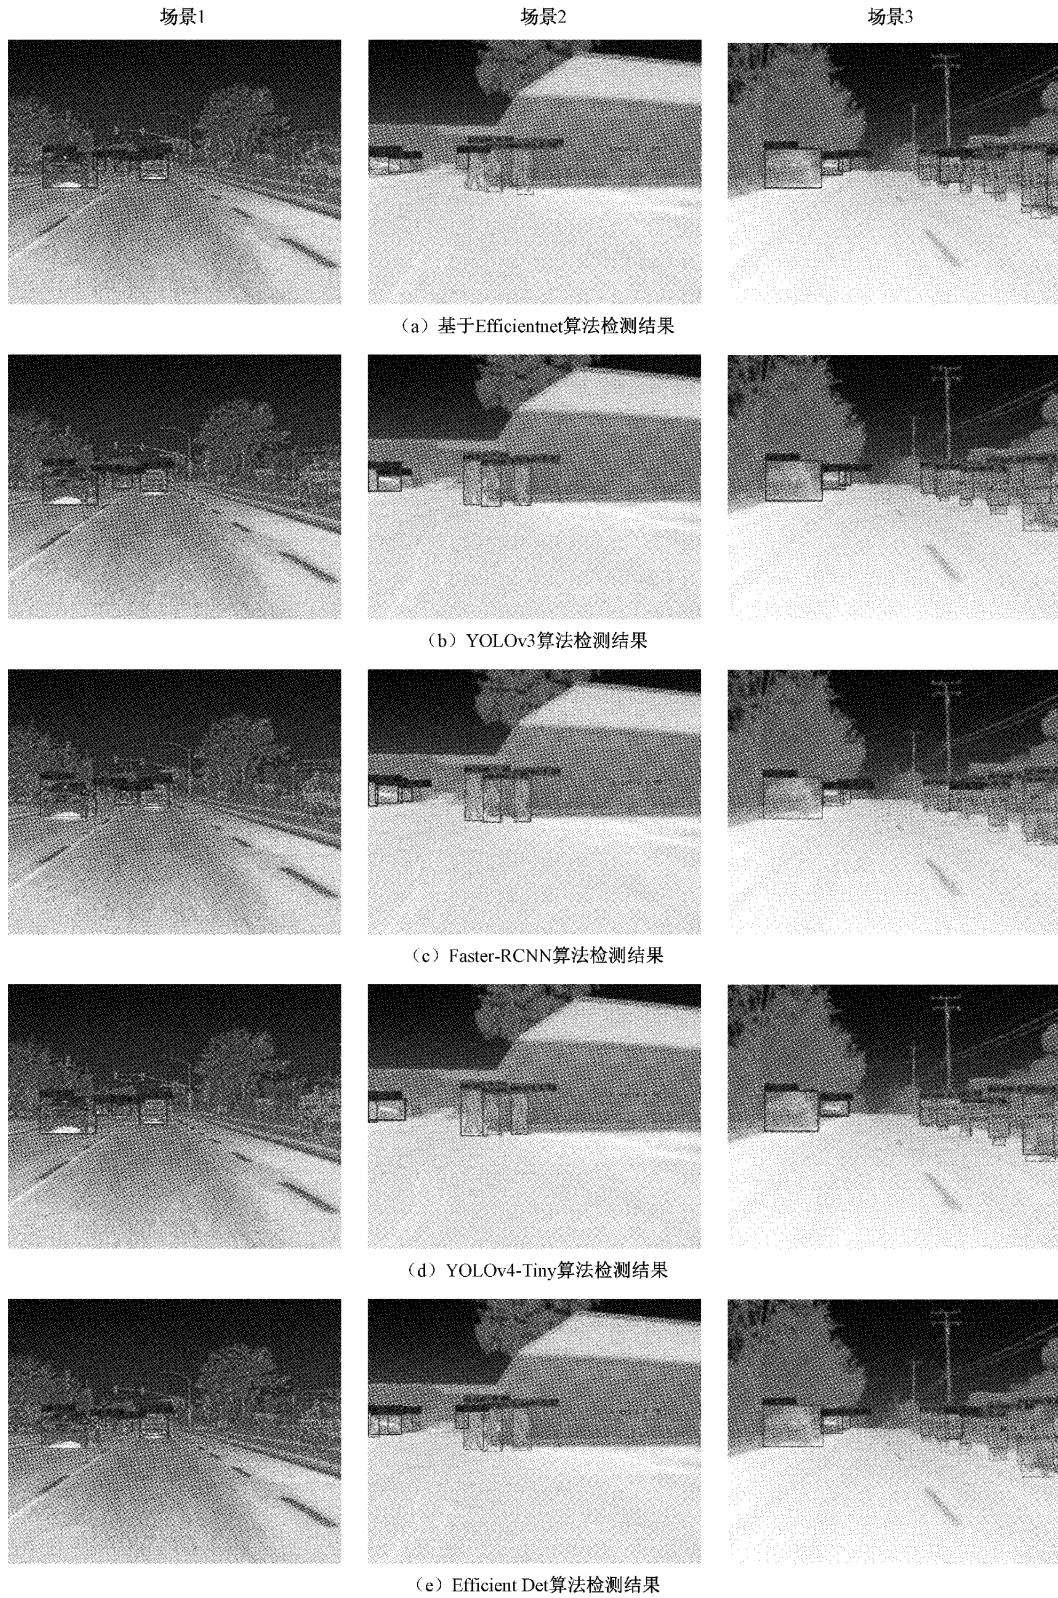 场景1 场景2 场景3
（a）基于Efficientnet算法检测结果
（b）YOLOv3算法检测结果
（c）Faster-RCNN算法检测结果
（d）YOLOv4-Tiny算法检测结果
（e）Efficient Det算法检测结果